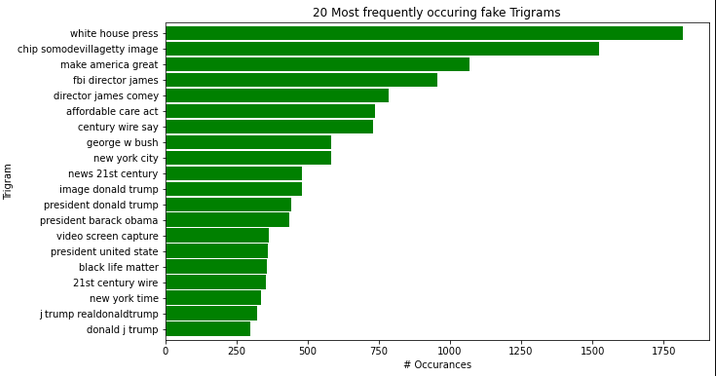 20 Most frequently occuring fake Trigrams
white house press
chip somodevillagetty image
make america great
fbi director james
director james comey
affordable care act
century wire say
george w bush
new york city
news 21st century
image donald trump
president donald trump
president barack obama
video screen capture
president united state
black life matter
21st century wire
new york time
j trump realdonaldtrump
donald j trump
Trigram
0 250 500 750 1000 1250 1500 1750
# Occurances